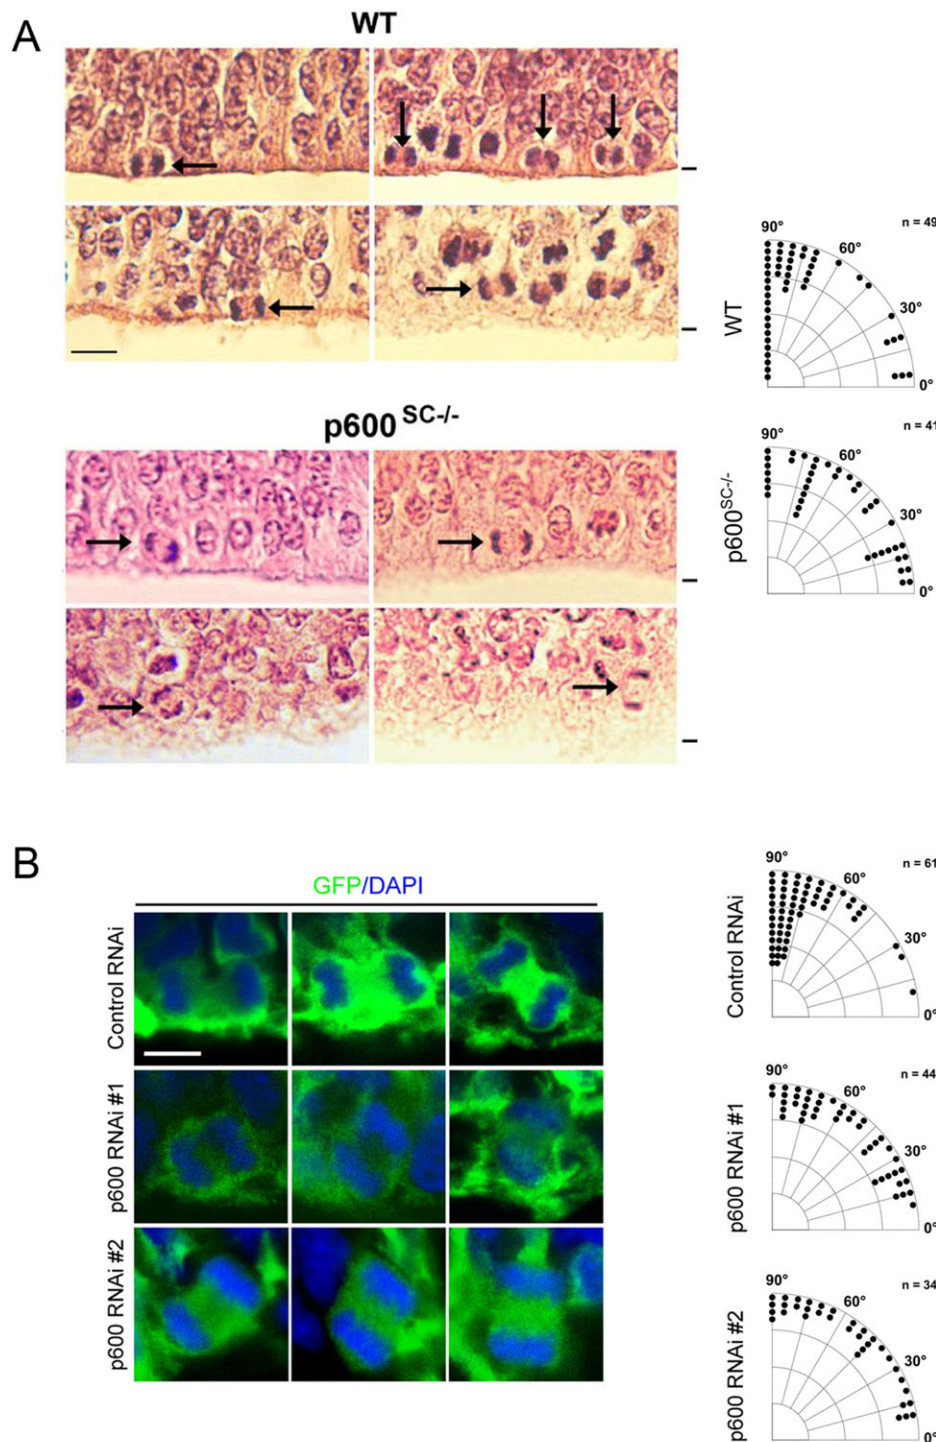 A
WT
WT
n = 49
90°
60°
30°
0°
p600 SC-/-
p600SC-/-
n = 41
90°
60°
30°
0°
B
GFP/DAPI
Control RNAi
p600 RNAi #1
p600 RNAi #2
Control RNAi
n = 61
90°
60°
30°
0°
p600 RNAi #1
n = 44
90°
60°
30°
0°
p600 RNAi #2
n = 34
90°
60°
30°
0°